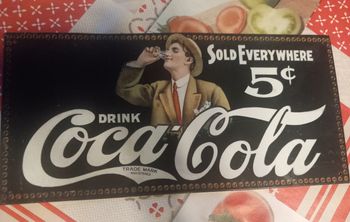 SOLD EVERYWHERE
5¢
DRINK
Coca Cola
TRADE MARK